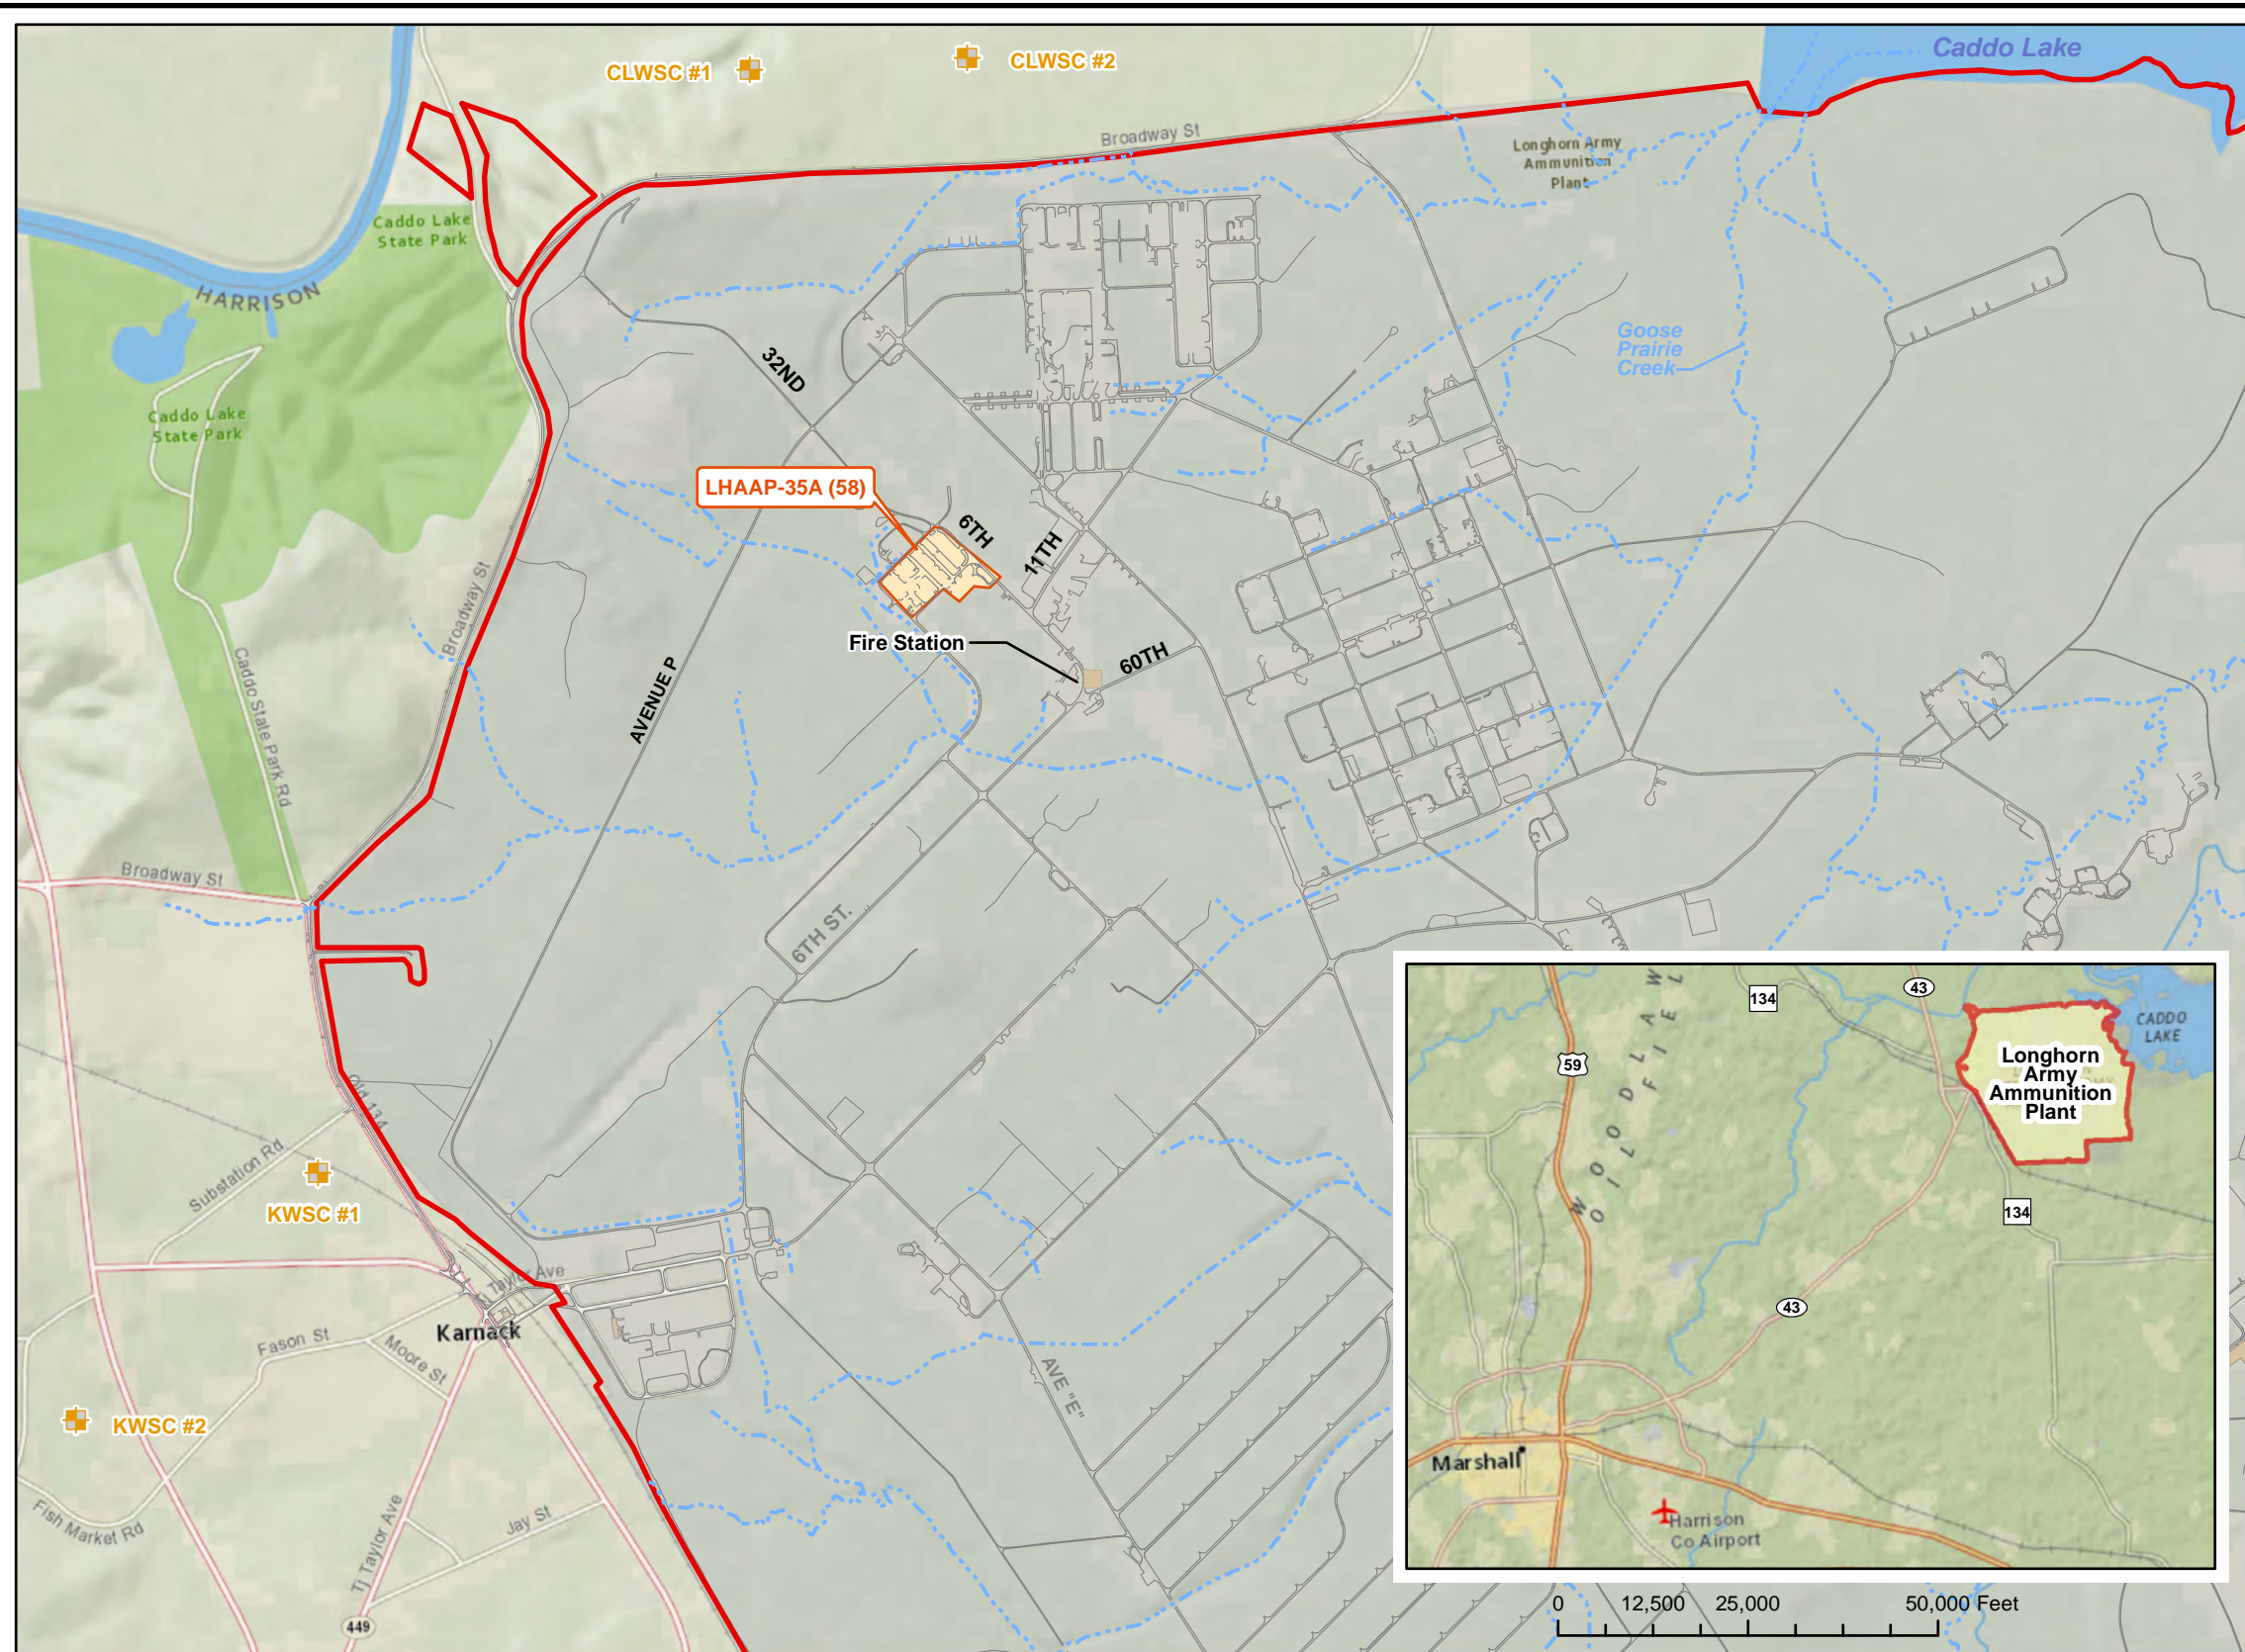 Caddo Lake
CLWSC #1
CLWSC #2
Broadway St
Longhorn Army
Ammunition
Plant
Caddo Lake
State Park
HARRISON
Goose
Prairie
Creek
32ND
Caddo Lake
State Park
LHAAP-35A (58)
6TH
11TH
Broadway St
Fire Station
60TH
AVENUE P
Caddo State Park Rd
Broadway St
6TH ST.
Old 134
Substation Rd
KWSC #1
Taylor Ave
Karnack
Fason St
Moore St
AVE "E"
KWSC #2
Fish Market Rd
Tj Taylor Ave
Jay St
449
WOODLAW
OIL FIEL
134
43
59
CADDO
LAKE
Longhorn
Army
Ammunition
Plant
134
43
Marshall
Harrison
Co Airport
0 12,500 25,000 50,000 Feet